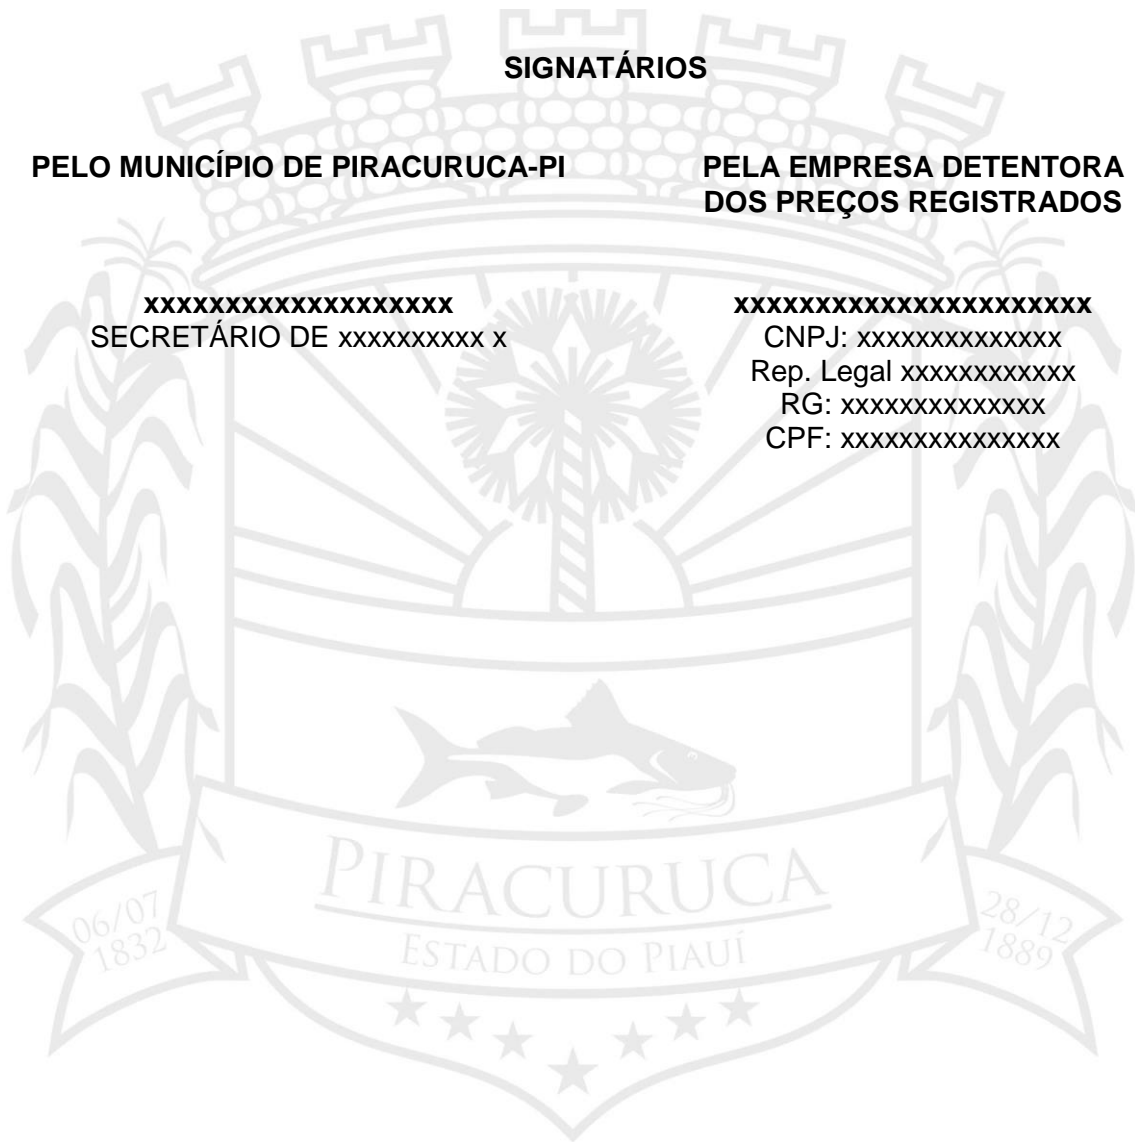 SIGNATÁRIOS
PELO MUNICÍPIO DE PIRACURUCA-PI
PELA EMPRESA DETENTORA
DOS PREÇOS REGISTRADOS
xxxxxxxxxxxxxxxxxxx
SECRETÁRIO DE xxxxxxxxxx x
xxxxxxxxxxxxxxxxxxxxxx
CNPJ: xxxxxxxxxxxxxx
Rep. Legal xxxxxxxxxxxx
RG: xxxxxxxxxxxxxx
CPF: xxxxxxxxxxxxxxx
PIRACURUCA
ESTADO DO PIAUÍ
06/07
1832
28/12
1889